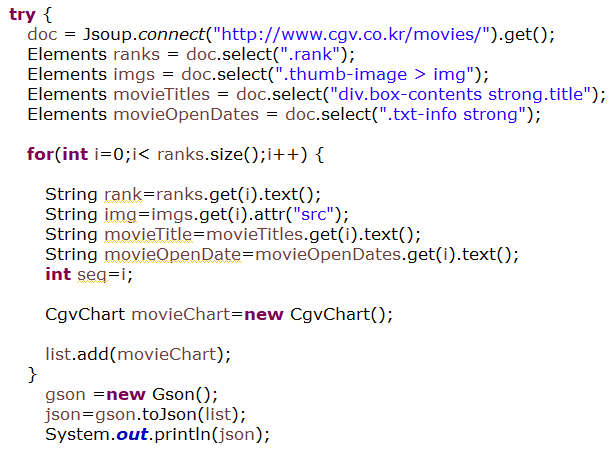 try {
doc = Jsoup.connect("http://www.cgv.co.kr/movies/").get();
Elements ranks = doc.select(".rank");
Elements imgs = doc.select(".thumb-image > img");
Elements movieTitles = doc.select("div.box-contents strong.title");
Elements movieOpenDates = doc.select(".txt-info strong");
for(int i=0;i< ranks.size();i++) {
String rank=ranks.get(i).text();
String img=imgs.get(i).attr("src");
String movieTitle=movieTitles.get(i).text();
String movieOpenDate=movieOpenDates.get(i).text();
int seq=i;
CgvChart movieChart=new CgvChart();
list.add(movieChart);
}
gson =new Gson();
json=gson.toJson(list);
System.out.println(json);